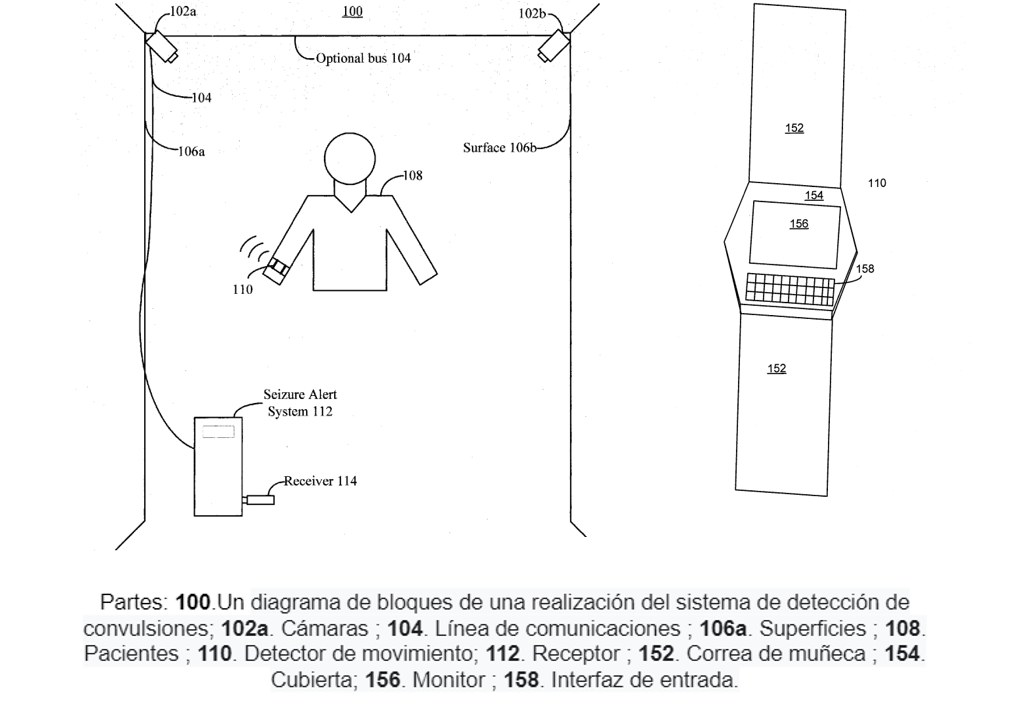 102a
100
102b
Optional bus 104
104
106a
Surface 106b
108
110
Seizure Alert
System 112
Receiver 114
152
110
154
156
158
152
Partes: 100.Un diagrama de bloques de una realización del sistema de detección de
convulsiones; 102a. Cámaras ; 104. Línea de comunicaciones ; 106a. Superficies ; 108.
Pacientes ; 110. Detector de movimiento; 112. Receptor ; 152. Correa de muñeca ; 154.
Cubierta; 156. Monitor ; 158. Interfaz de entrada.